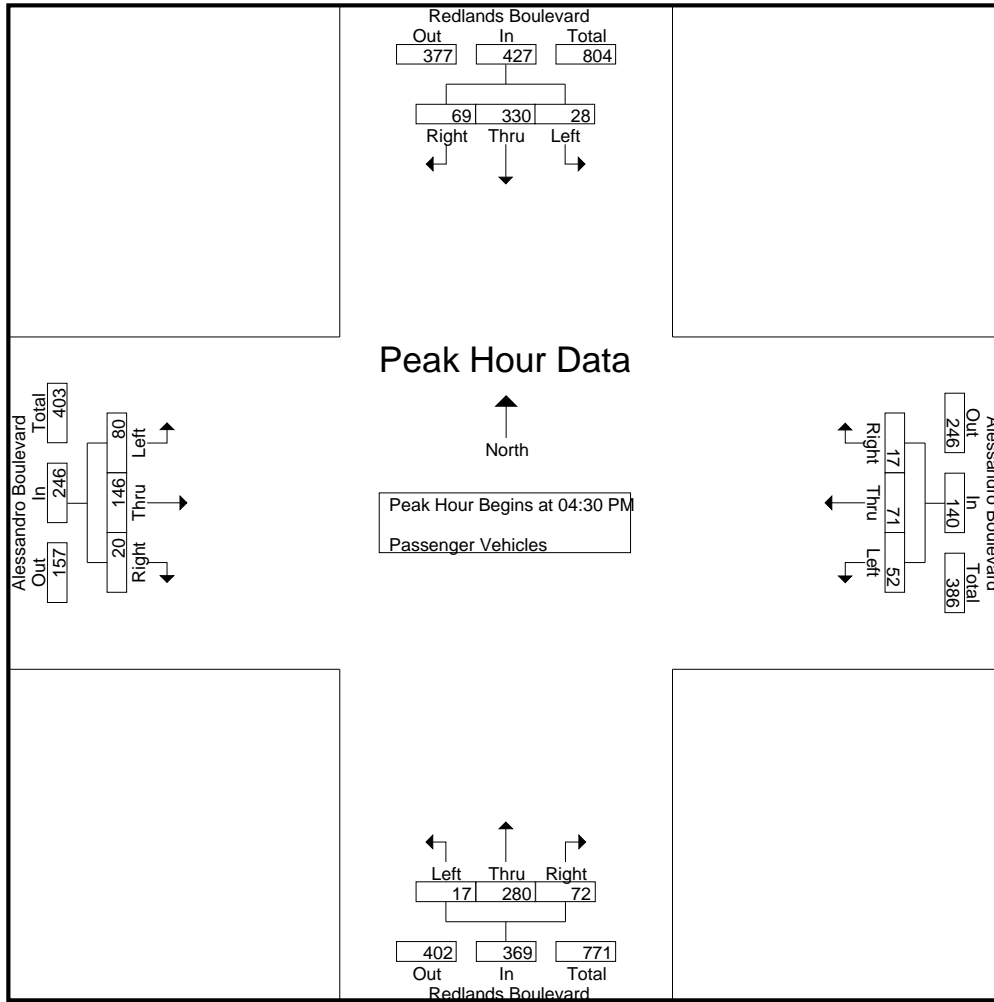 Redlands Boulevard
Out In Total
377 427 804
69 330 28
Right Thru Left
Peak Hour Data
North
Peak Hour Begins at 04:30 PM
Passenger Vehicles
Alessandro Boulevard
Out In Total
157 246 403
20 146 80
Right Thru Left
Alessandro Boulevard
Out In Total
246 140 386
17 71 52
Right Thru Left
Left Thru Right
17 280 72
402 369 771
Out In Total
Redlands Boulevard